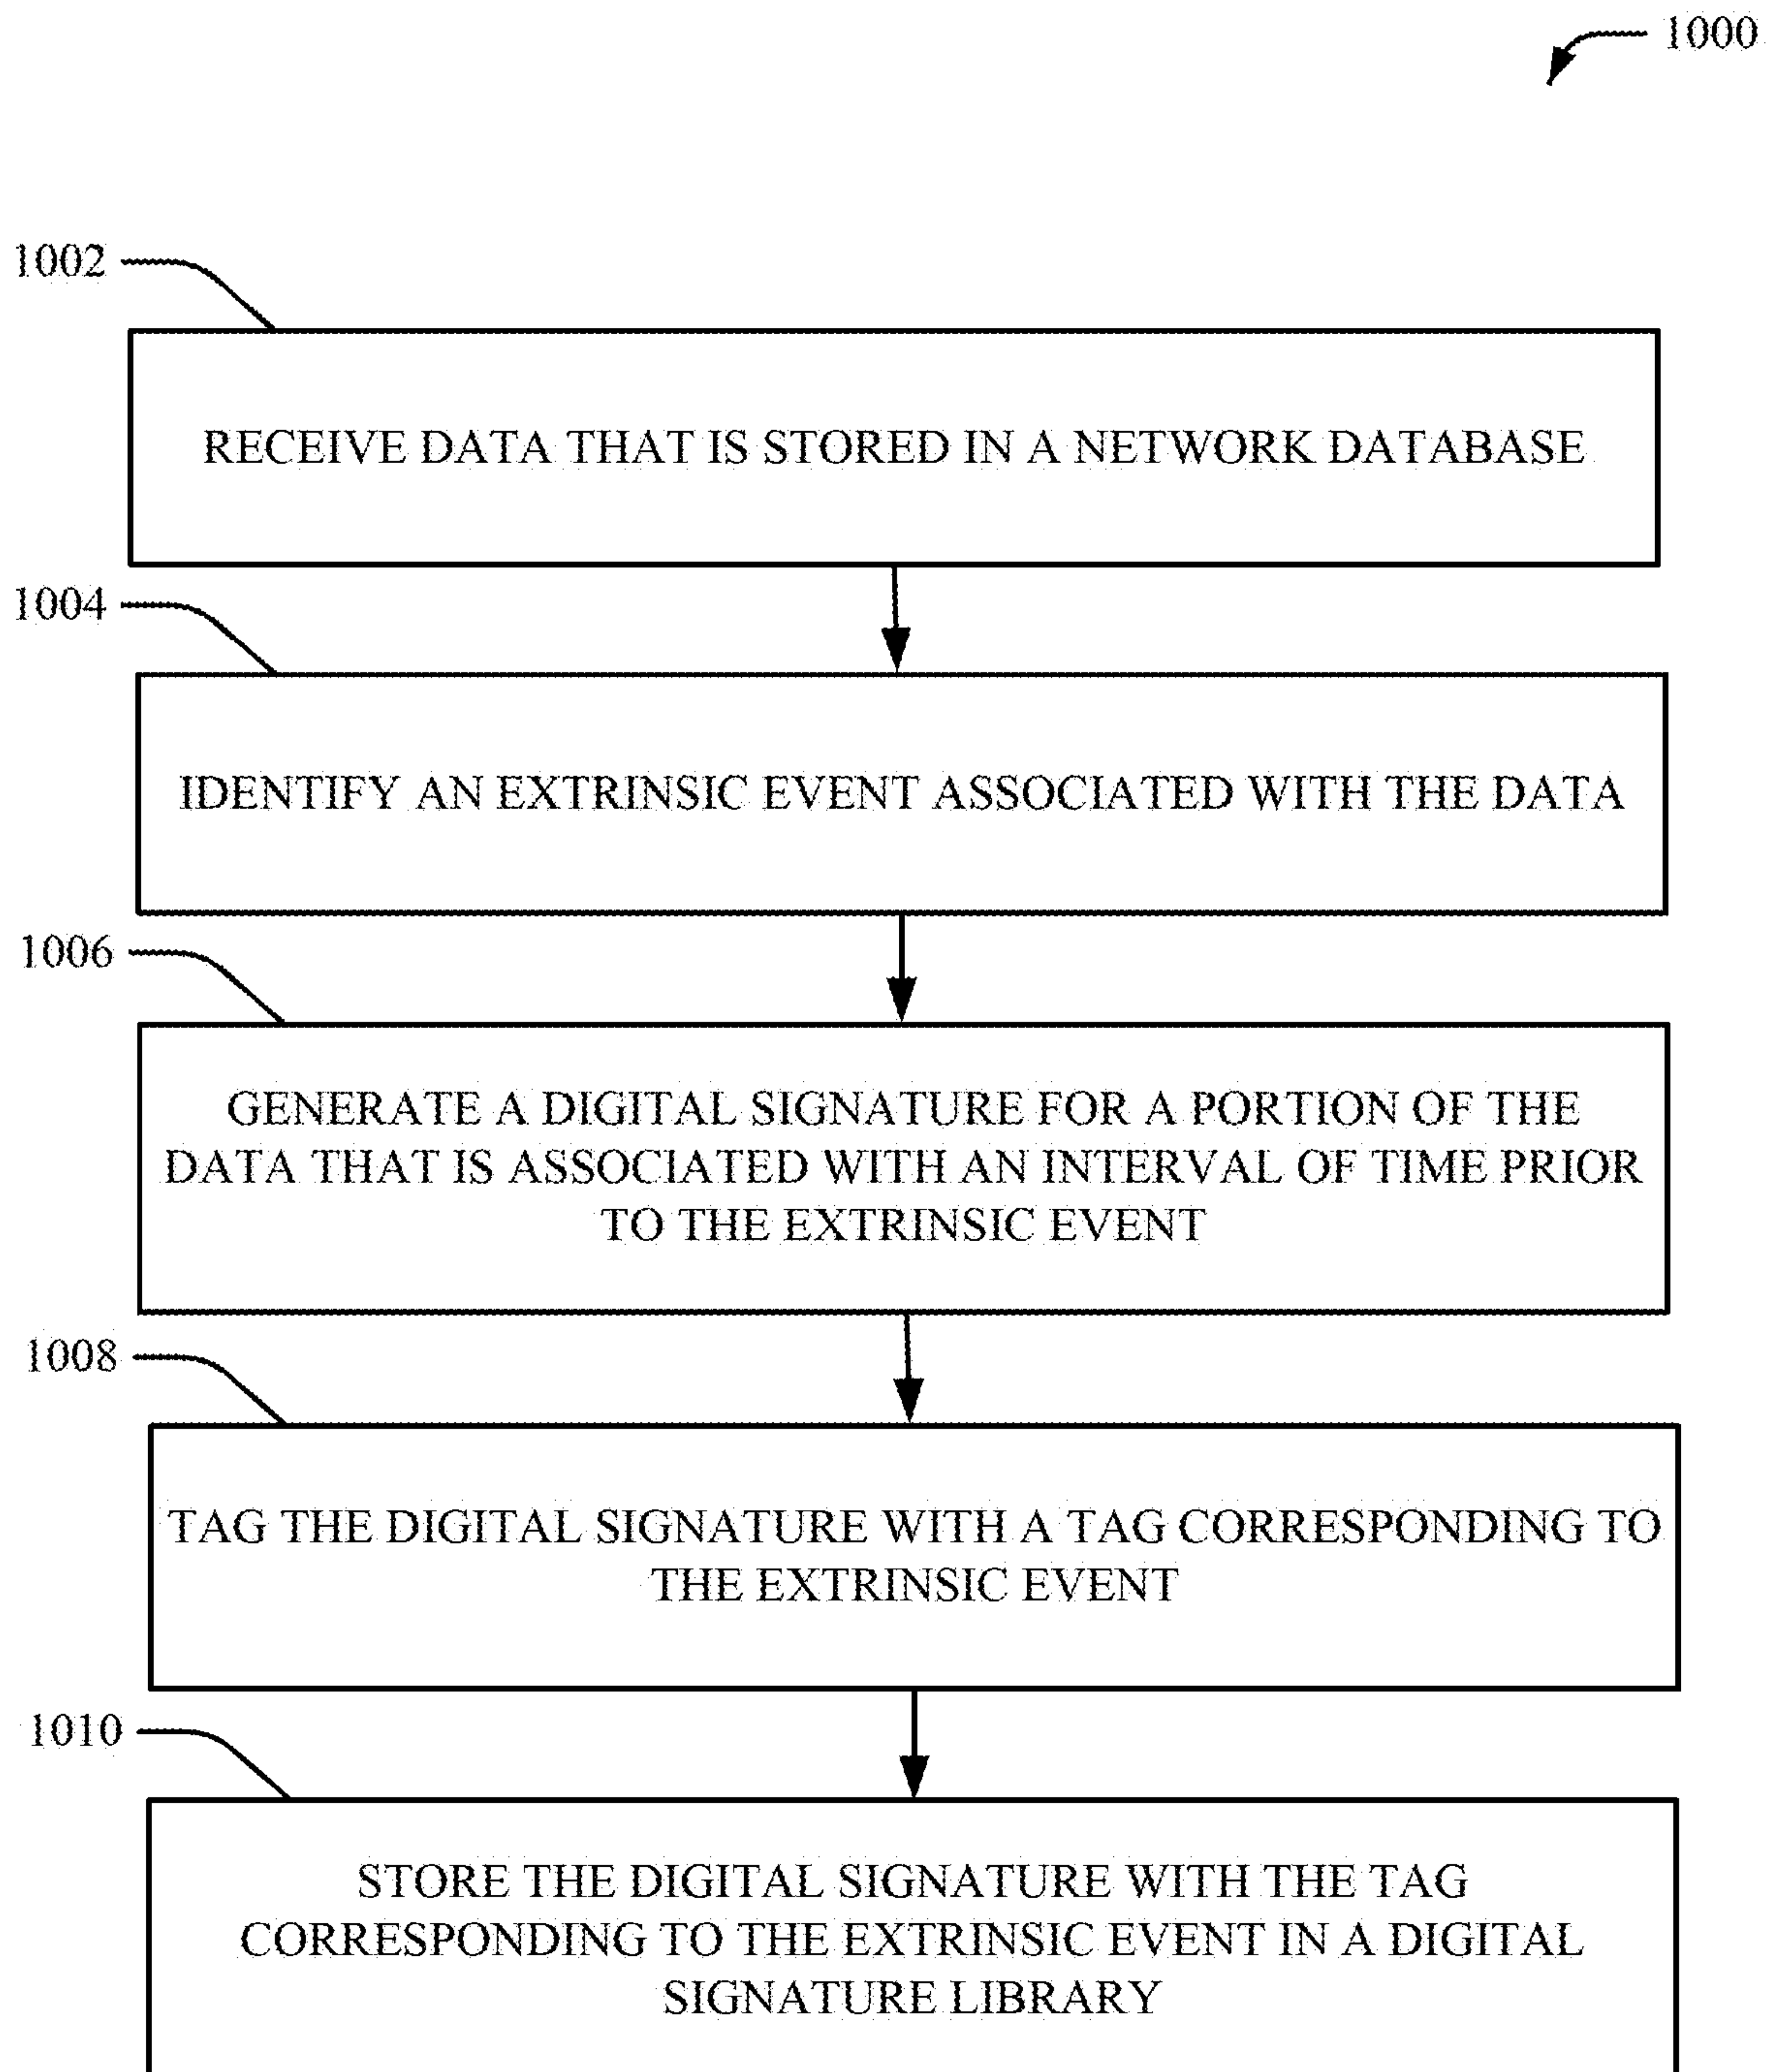 1000
1002
RECEIVE DATA THAT IS STORED IN A NETWORK DATABASE
1004
IDENTIFY AN EXTRINSIC EVENT ASSOCIATED WITH THE DATA
1006
GENERATE A DIGITAL SIGNATURE FOR A PORTION OF THE
DATA THAT IS ASSOCIATED WITH AN INTERVAL OF TIME PRIOR
TO THE EXTRINSIC EVENT
1008
TAG THE DIGITAL SIGNATURE WITH A TAG CORRESPONDING TO
THE EXTRINSIC EVENT
1010
STORE THE DIGITAL SIGNATURE WITH THE TAG
CORRESPONDING TO THE EXTRINSIC EVENT IN A DIGITAL
SIGNATURE LIBRARY